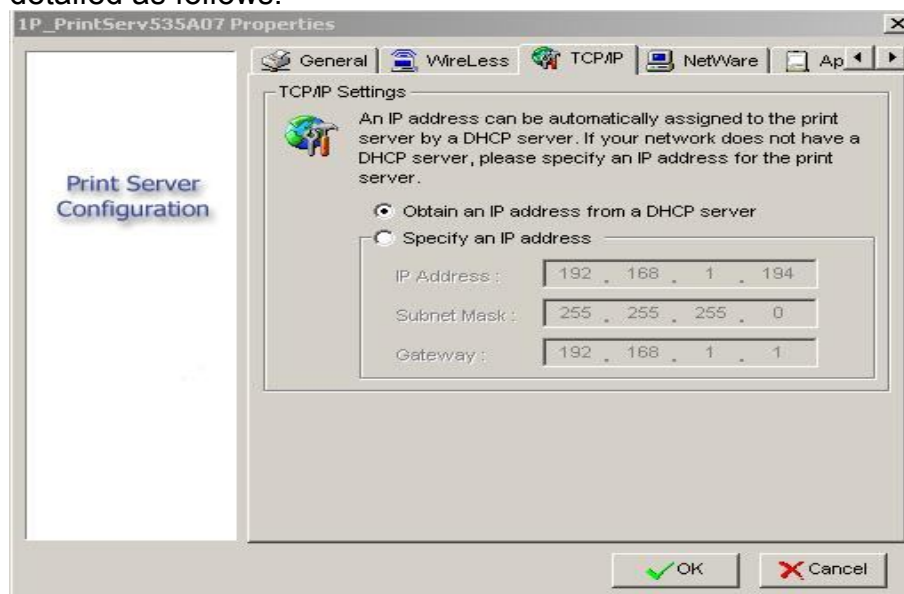 detailed as follows:
1P_PrintServ535A07 Properties
General WireLess TCP/IP NetWare Ap
TCP/IP Settings
An IP address can be automatically assigned to the print
server by a DHCP server. If your network does not have a
DHCP server, please specify an IP address for the print
server.
Print Server
Configuration
Obtain an IP address from a DHCP server
Specify an IP address
IP Address : 192 . 168 . 1 . 194
Subnet Mask : 255 . 255 . 255 . 0
Gateway : 192 . 168 . 1 . 1
OK Cancel